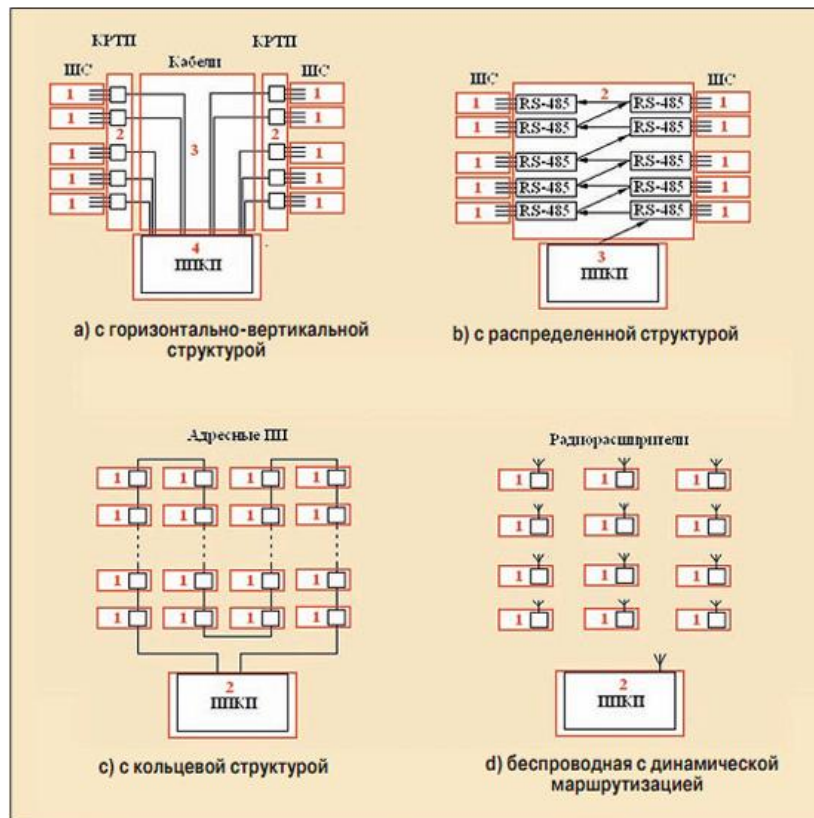 КРТП КРТП
Кабели
ШС ШС
1 1
1 1
2 3 2
1 1
1 1
1 1
4
ППКП
a) с горизонтально-вертикальной
структурой
ШС ШС
2
1 RS-485 RS-485 1
1 RS-485 RS-485 1
1 RS-485 RS-485 1
1 RS-485 RS-485 1
1 RS-485 RS-485 1
3
ППКП
b) с распределенной структурой
Адресные ПП
1 1 1 1
1 1 1 1
1 1 1 1
1 1 1 1
2
ППКП
c) с кольцевой структурой
Радиорасширители
1 1 1
1 1 1
1 1 1
1 1 1
2
ППКП
d) беспроводная с динамической
маршрутизацией